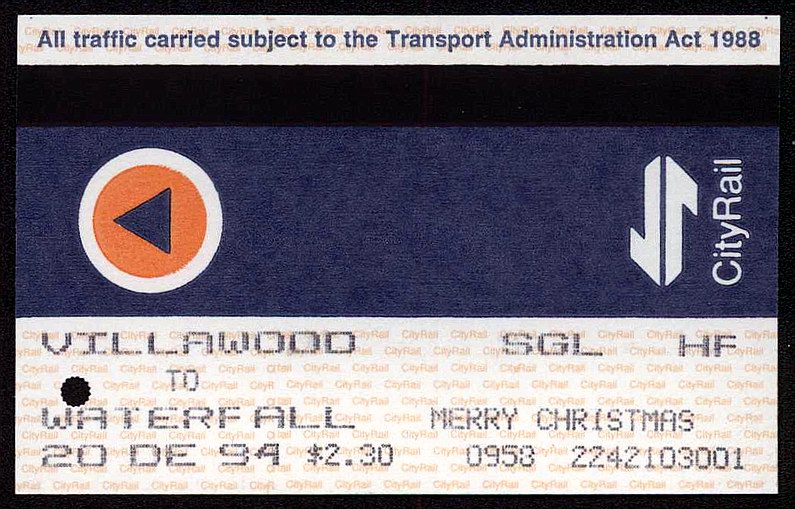 All traffic carried subject to the Transport Administration Act 1988
CityRail
VILLAWOOD SGL HF
TO
WATERFALL MERRY CHRISTMAS
20 DE 94 $2.30 0958 2242103001